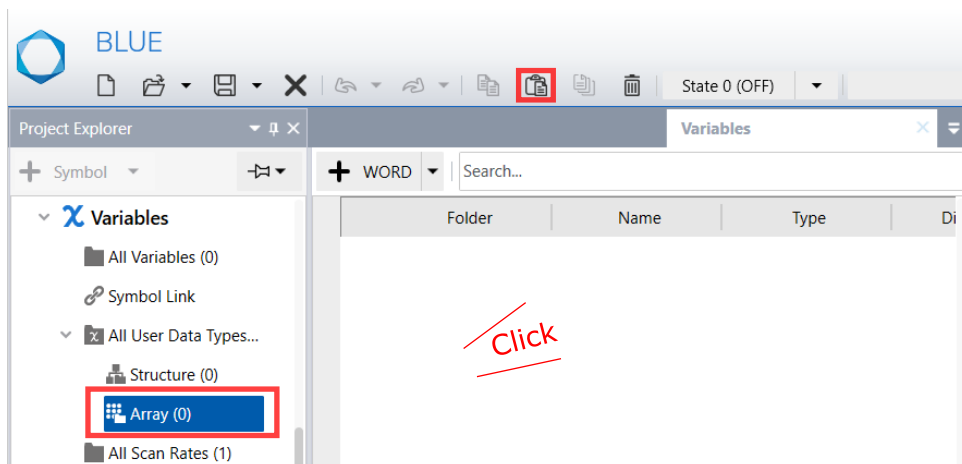 BLUE
State 0 (OFF)
Project Explorer
Variables
Symbol
WORD
Search...
Variables
Folder
Name
Type
Di
All Variables (0)
Symbol Link
All User Data Types...
Structure (0)
Array (0)
All Scan Rates (1)
Click